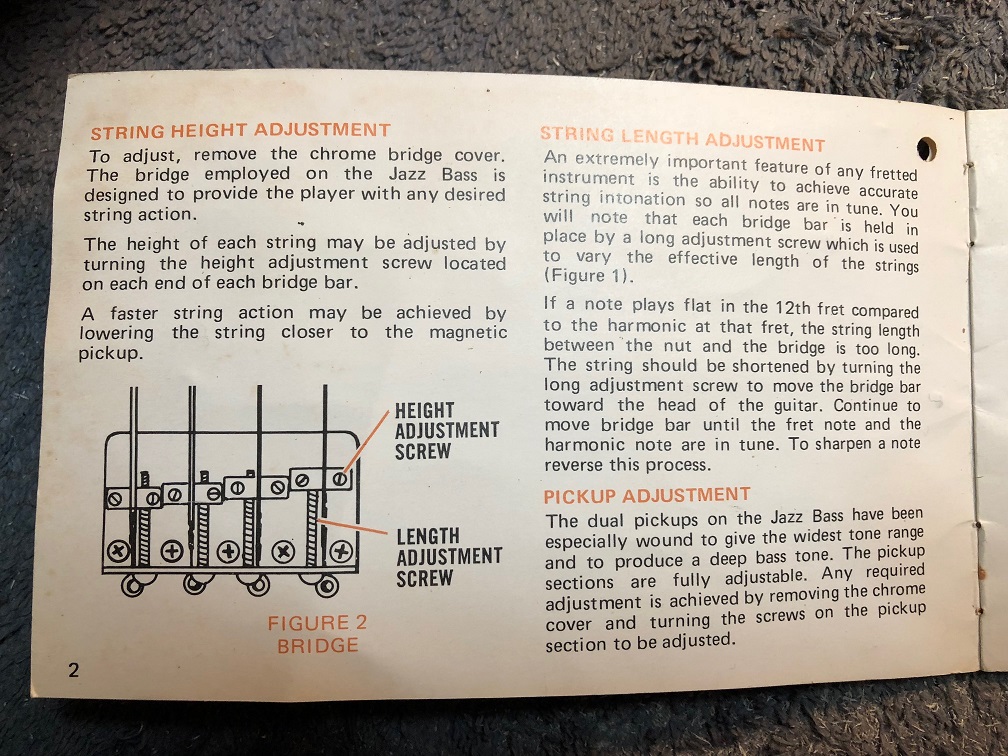 STRING HEIGHT ADJUSTMENT
To adjust, remove the chrome bridge cover.
The bridge employed on the Jazz Bass is
designed to provide the player with any desired
string action.
The height of each string may be adjusted by
turning the height adjustment screw located
on each end of each bridge bar.
A faster string action may be achieved by
lowering the string closer to the magnetic
pickup.
HEIGHT
ADJUSTMENT
SCREW
LENGTH
ADJUSTMENT
SCREW
FIGURE 2
BRIDGE
2
STRING LENGTH ADJUSTMENT
An extremely important feature of any fretted
instrument is the ability to achieve accurate
string intonation so all notes are in tune. You
will note that each bridge bar is held in
place by a long adjustment screw which is used
to vary the effective length of the strings
(Figure 1).
If a note plays flat in the 12th fret compared
to the harmonic at that fret, the string length
between the nut and the bridge is too long.
The string should be shortened by turning the
long adjustment screw to move the bridge bar
toward the head of the guitar. Continue to
move bridge bar until the fret note and the
harmonic note are in tune. To sharpen a note
reverse this process.
PICKUP ADJUSTMENT
The dual pickups on the Jazz Bass have been
especially wound to give the widest tone range
and to produce a deep bass tone. The pickup
sections are fully adjustable. Any required
adjustment is achieved by removing the chrome
cover and turning the screws on the pickup
section to be adjusted.